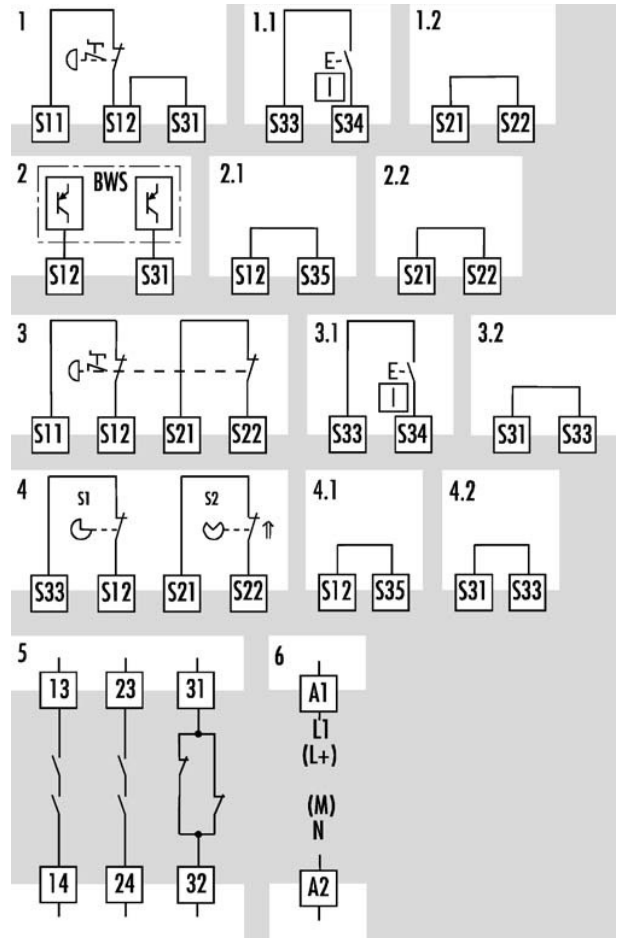 1 1.1 1.2
E-
I
S11 S12 S31 S33 S34 S21 S22
2 BWS 2.1 2.2
S12 S31 S12 S35 S21 S22
3 3.1 3.2
E-
I
S11 S12 S21 S22 S33 S34 S31 S33
4 S1 S2 4.1 4.2
S33 S12 S21 S22 S12 S35 S31 S33
5 6
13 23 31 A1
L1
(L+)
(M)
N
14 24 32 A2